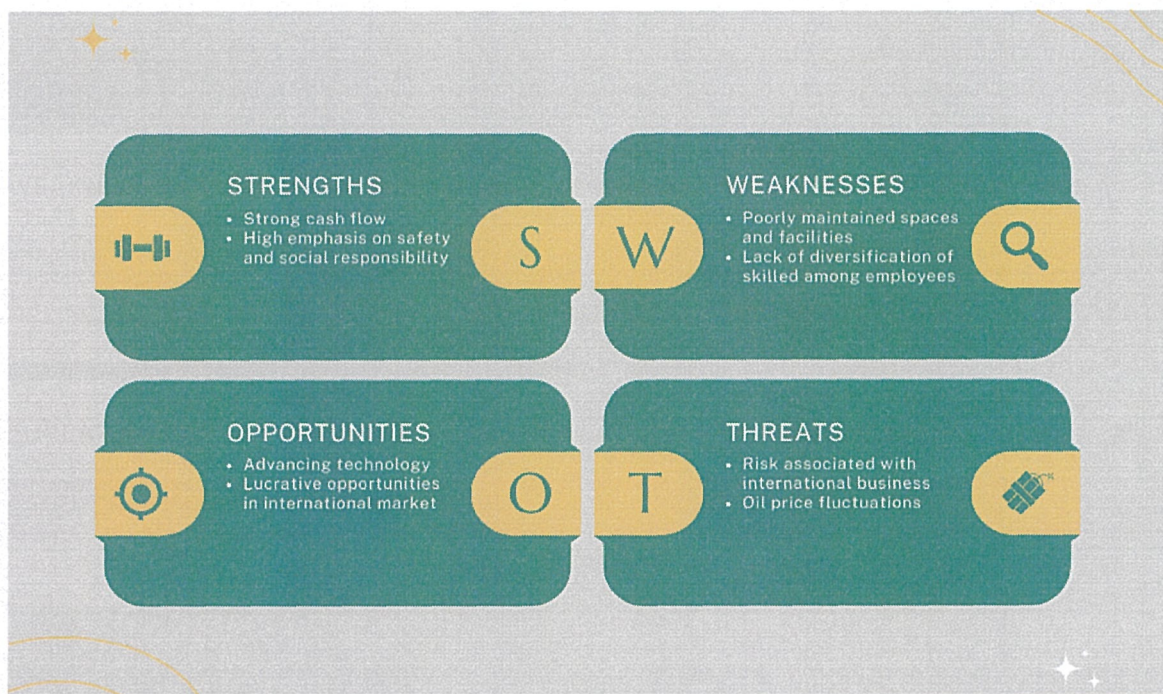 STRENGTHS
• Strong cash flow
• High emphasis on safety
and social responsibility
S
WEAKNESSES
• Poorly maintained spaces
and facilities
• Lack of diversification of
skilled among employees
W
OPPORTUNITIES
• Advancing technology
• Lucrative opportunities
in international market
O
THREATS
• Risk associated with
international business
• Oil price fluctuations
T